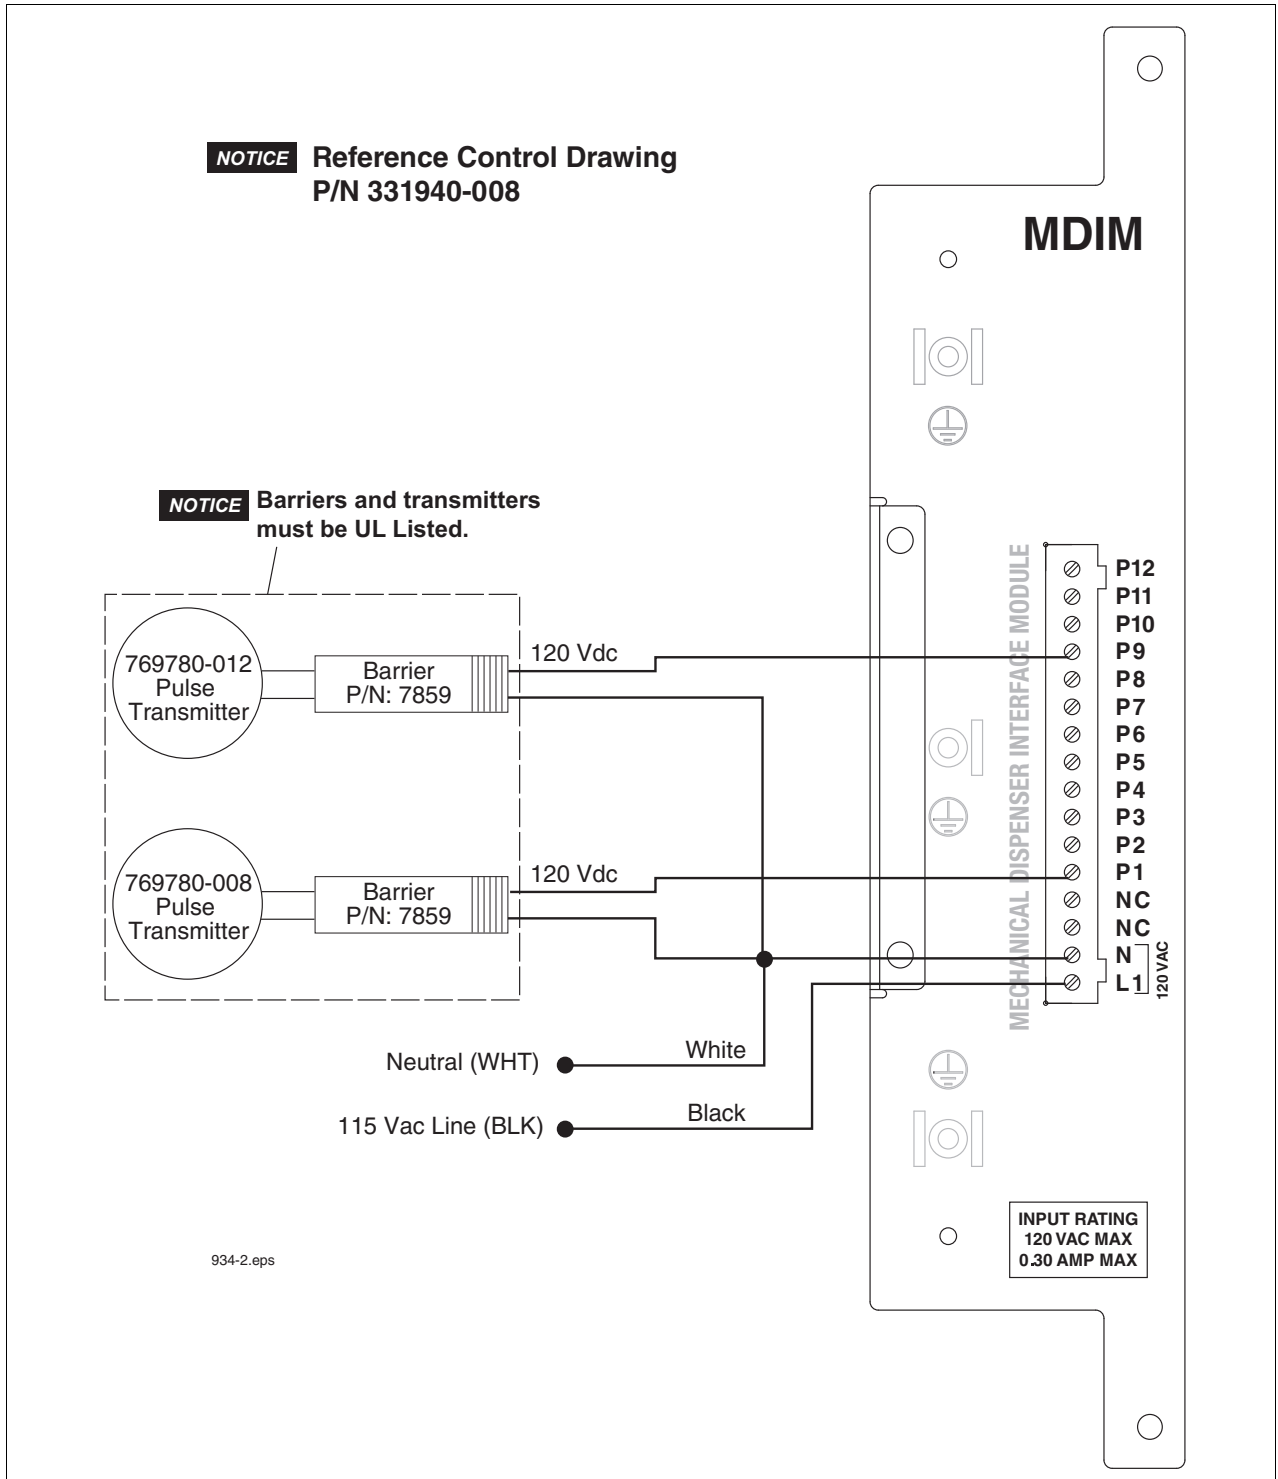 NOTICE Reference Control Drawing
P/N 331940-008
MDIM
NOTICE Barriers and transmitters
must be UL Listed.
769780-012
Pulse
Transmitter
Barrier
P/N: 7859
120 Vdc
769780-008
Pulse
Transmitter
Barrier
P/N: 7859
120 Vdc
Neutral (WHT)
White
115 Vac Line (BLK)
Black
MECHANICAL DISPENSER INTERFACE MODULE
P12
P11
P10
P9
P8
P7
P6
P5
P4
P3
P2
P1
NC
NC
N
L1
120 VAC
INPUT RATING
120 VAC MAX
0.30 AMP MAX
934-2.eps